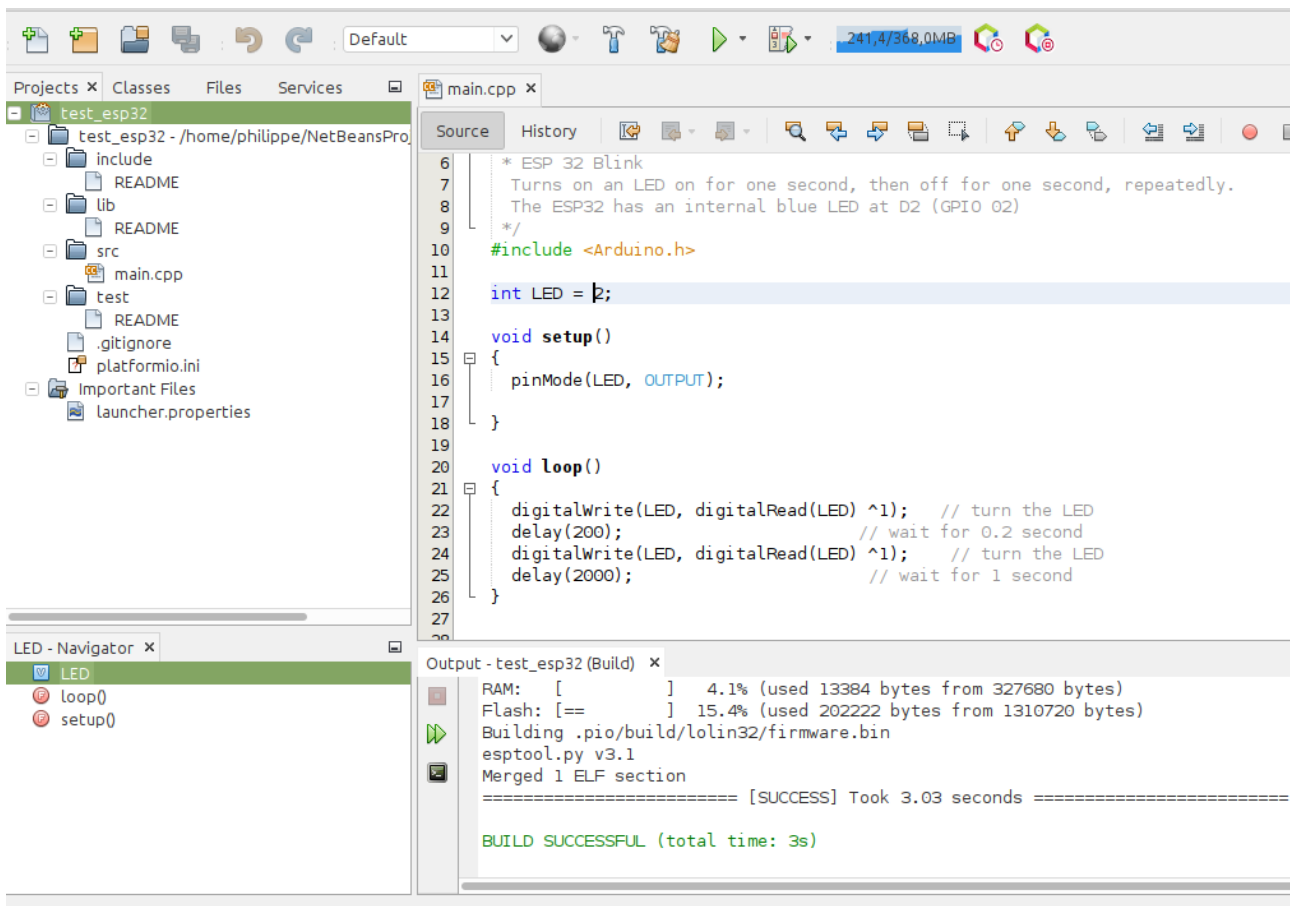 Default
241,4/368,0MB
Projects Classes Files Services
test_esp32
test_esp32 - /home/philippe/NetBeansPro
include
README
lib
README
src
main.cpp
test
README
.gitignore
platformio.ini
Important Files
launcher.properties
LED - Navigator
LED
loop()
setup()
main.cpp
Source History
6 * ESP 32 Blink
7 Turns on an LED on for one second, then off for one second, repeatedly.
8 The ESP32 has an internal blue LED at D2 (GPIO 02)
9 */
10 #include <Arduino.h>
11
12 int LED = 2;
13
14 void setup()
15 {
16 pinMode(LED, OUTPUT);
17
18 }
19
20 void loop()
21 {
22 digitalWrite(LED, digitalRead(LED) ^1); // turn the LED
23 delay(200); // wait for 0.2 second
24 digitalWrite(LED, digitalRead(LED) ^1); // turn the LED
25 delay(2000); // wait for 1 second
26 }
27
28
Output - test_esp32 (Build)
RAM: [ ] 4.1% (used 13384 bytes from 327680 bytes)
Flash: [== ] 15.4% (used 202222 bytes from 1310720 bytes)
Building .pio/build/lolin32/firmware.bin
esptool.py v3.1
Merged 1 ELF section
========================= [SUCCESS] Took 3.03 seconds =========================
BUILD SUCCESSFUL (total time: 3s)